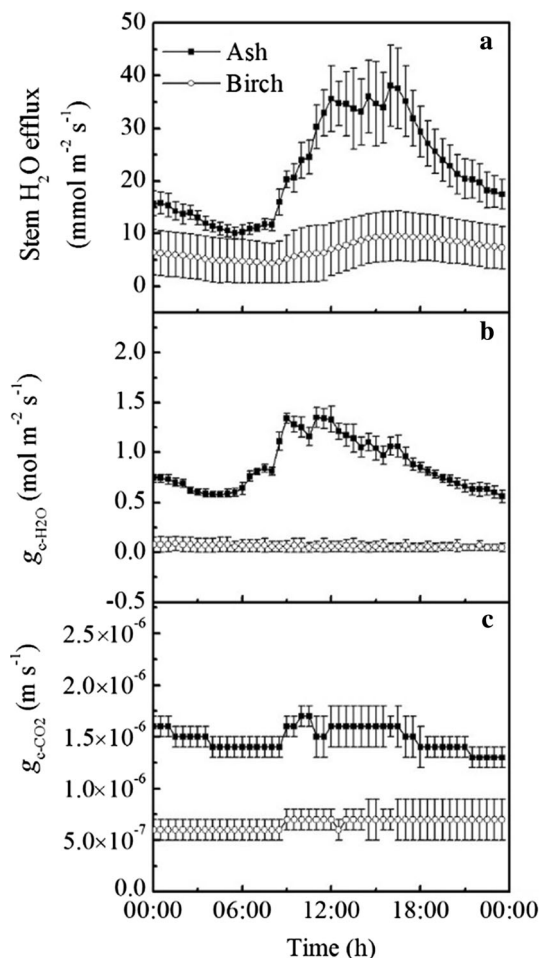 a
Ash
Birch
50
40
30
20
10
0
Stem H₂O efflux
(mmol m⁻² s⁻¹)
b
2.0
1.5
1.0
0.5
0.0
-0.5
g꜀₋H2O (mol m⁻² s⁻¹)
c
2.5×10⁻⁶
2.0×10⁻⁶
1.5×10⁻⁶
1.0×10⁻⁶
5.0×10⁻⁷
0.0
g꜀₋CO2 (m s⁻¹)
00:00 06:00 12:00 18:00 00:00
Time (h)